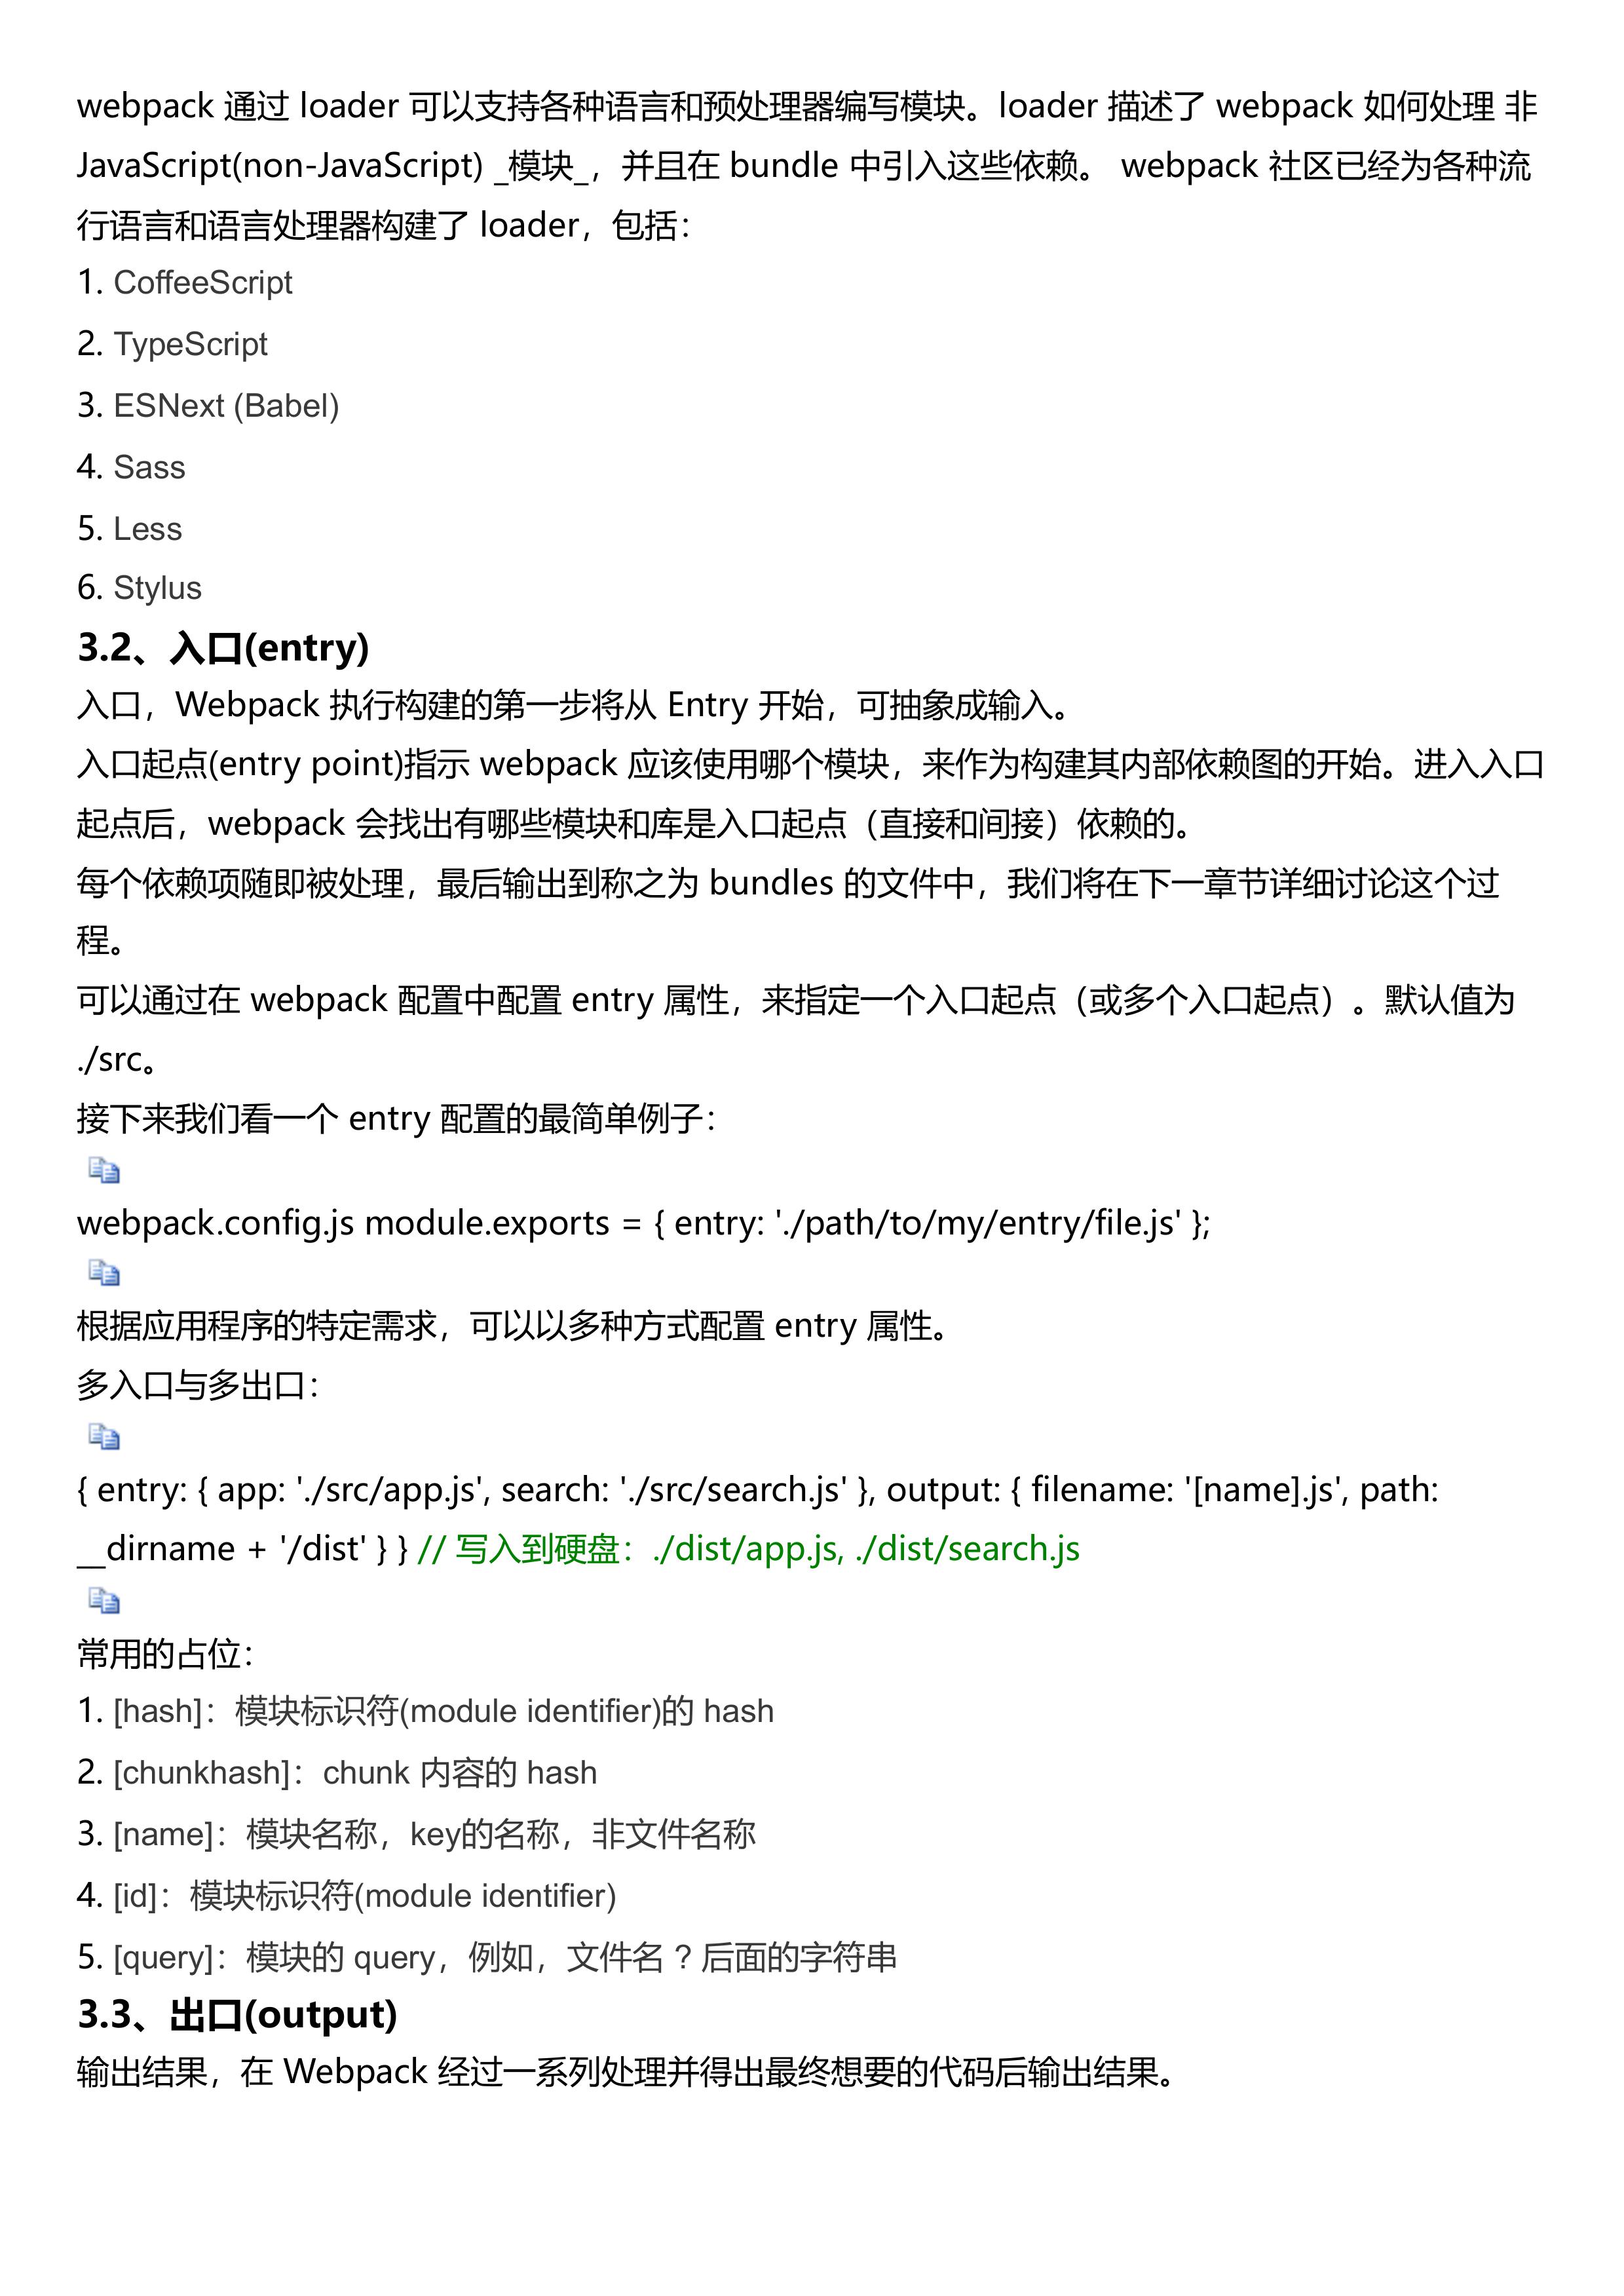 webpack 通过 loader 可以支持各种语言和预处理器编写模块。loader 描述了 webpack 如何处理 非
JavaScript(non-JavaScript) _模块_，并且在 bundle 中引入这些依赖。 webpack 社区已经为各种流
行语言和语言处理器构建了 loader，包括：
1. CoffeeScript
2. TypeScript
3. ESNext (Babel)
4. Sass
5. Less
6. Stylus
3.2、入口(entry)
入口，Webpack 执行构建的第一步将从 Entry 开始，可抽象成输入。
入口起点(entry point)指示 webpack 应该使用哪个模块，来作为构建其内部依赖图的开始。进入入口
起点后，webpack 会找出有哪些模块和库是入口起点（直接和间接）依赖的。
每个依赖项随即被处理，最后输出到称之为 bundles 的文件中，我们将在下一章节详细讨论这个过
程。
可以通过在 webpack 配置中配置 entry 属性，来指定一个入口起点（或多个入口起点）。默认值为
./src。
接下来我们看一个 entry 配置的最简单例子：
webpack.config.js module.exports = { entry: './path/to/my/entry/file.js' };
根据应用程序的特定需求，可以以多种方式配置 entry 属性。
多入口与多出口：
{ entry: { app: './src/app.js', search: './src/search.js' }, output: { filename: '[name].js', path:
__dirname + '/dist' } } // 写入到硬盘：./dist/app.js, ./dist/search.js
常用的占位：
1. [hash]：模块标识符(module identifier)的 hash
2. [chunkhash]：chunk 内容的 hash
3. [name]：模块名称，key的名称，非文件名称
4. [id]：模块标识符(module identifier)
5. [query]：模块的 query，例如，文件名 ? 后面的字符串
3.3、出口(output)
输出结果，在 Webpack 经过一系列处理并得出最终想要的代码后输出结果。